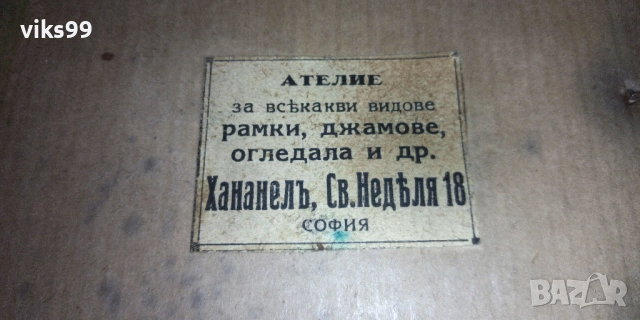 viks99
АТЕЛИЕ
за всѣкакви видове
рамки, джамове,
огледала и др.
Хананелъ, Св. Недѣля 18
СОФИЯ
BAZAR